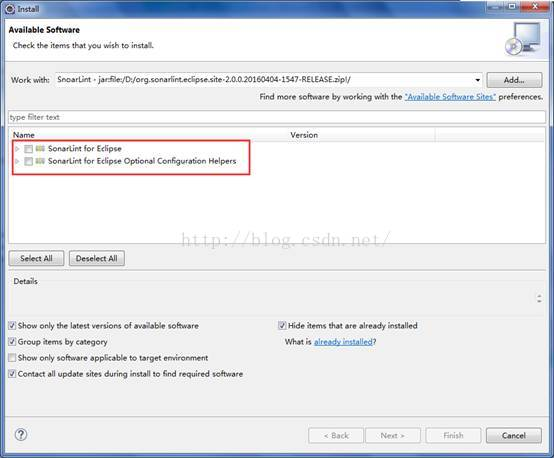 Install
Available Software
Check the items that you wish to install.
Work with: SnoarLint - jar:file:/D:/org.sonarlint.eclipse.site-2.0.0.20160404-1547-RELEASE.zip!/ Add...
Find more software by working with the "Available Software Sites" preferences.
type filter text
Name Version
SonarLint for Eclipse
SonarLint for Eclipse Optional Configuration Helpers
http://blog.csdn.net/
Select All Deselect All
Details
Show only the latest versions of available software Hide items that are already installed
Group items by category What is already installed?
Show only software applicable to target environment
Contact all update sites during install to find required software
? < Back Next > Finish Cancel